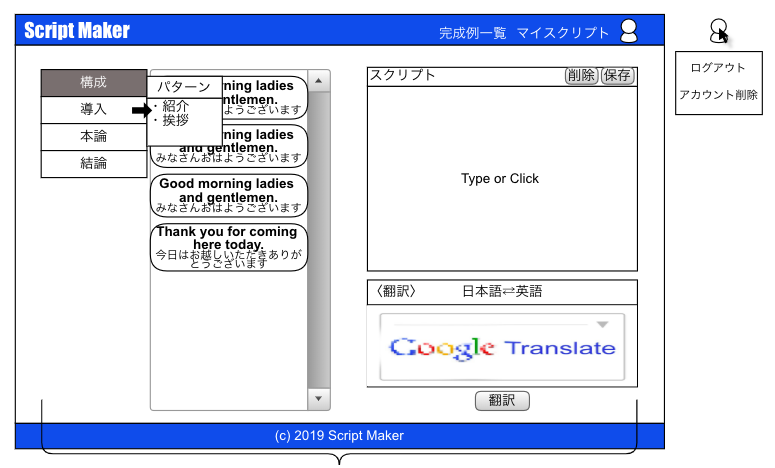 Script Maker
完成例一覧 マイスクリプト
ログアウト
アカウント削除
構成
導入
本論
結論
パターン
・紹介
・挨拶
rning ladies
ntlemen.
ようございます
rning ladies
and gentlemen.
みなさんおはようございます
Good morning ladies
and gentlemen.
みなさんおはようございます
Thank you for coming
here today.
今日はお越しいただきありが
とうございます
スクリプト
削除 保存
Type or Click
〈翻訳〉 日本語⇄英語
Google Translate
翻訳
(c) 2019 Script Maker